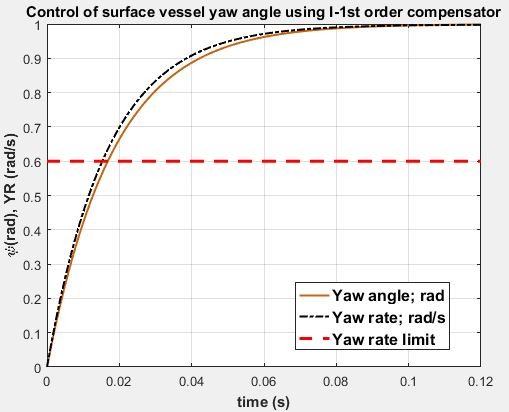 Control of surface vessel yaw angle using I-1st order compensator
1
0.9
0.8
0.7
0.6
0.5
0.4
0.3
0.2
0.1
0
ψ̇(rad), YR (rad/s)
Yaw angle; rad
Yaw rate; rad/s
Yaw rate limit
0 0.02 0.04 0.06 0.08 0.1 0.12
time (s)